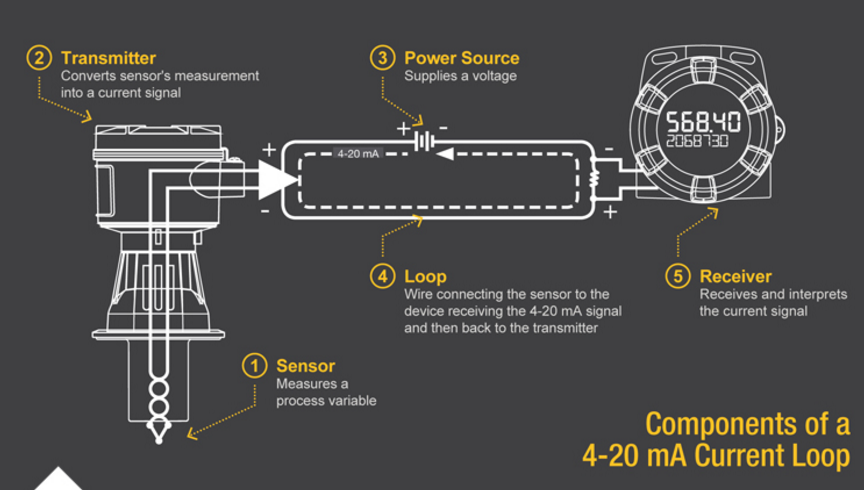 2 Transmitter
Converts sensor's measurement
into a current signal
3 Power Source
Supplies a voltage
+ -
+
4-20 mA
-
-
+
568.40
2068730
4 Loop
Wire connecting the sensor to the
device receiving the 4-20 mA signal
and then back to the transmitter
5 Receiver
Receives and interprets
the current signal
1 Sensor
Measures a
process variable
Components of a
4-20 mA Current Loop